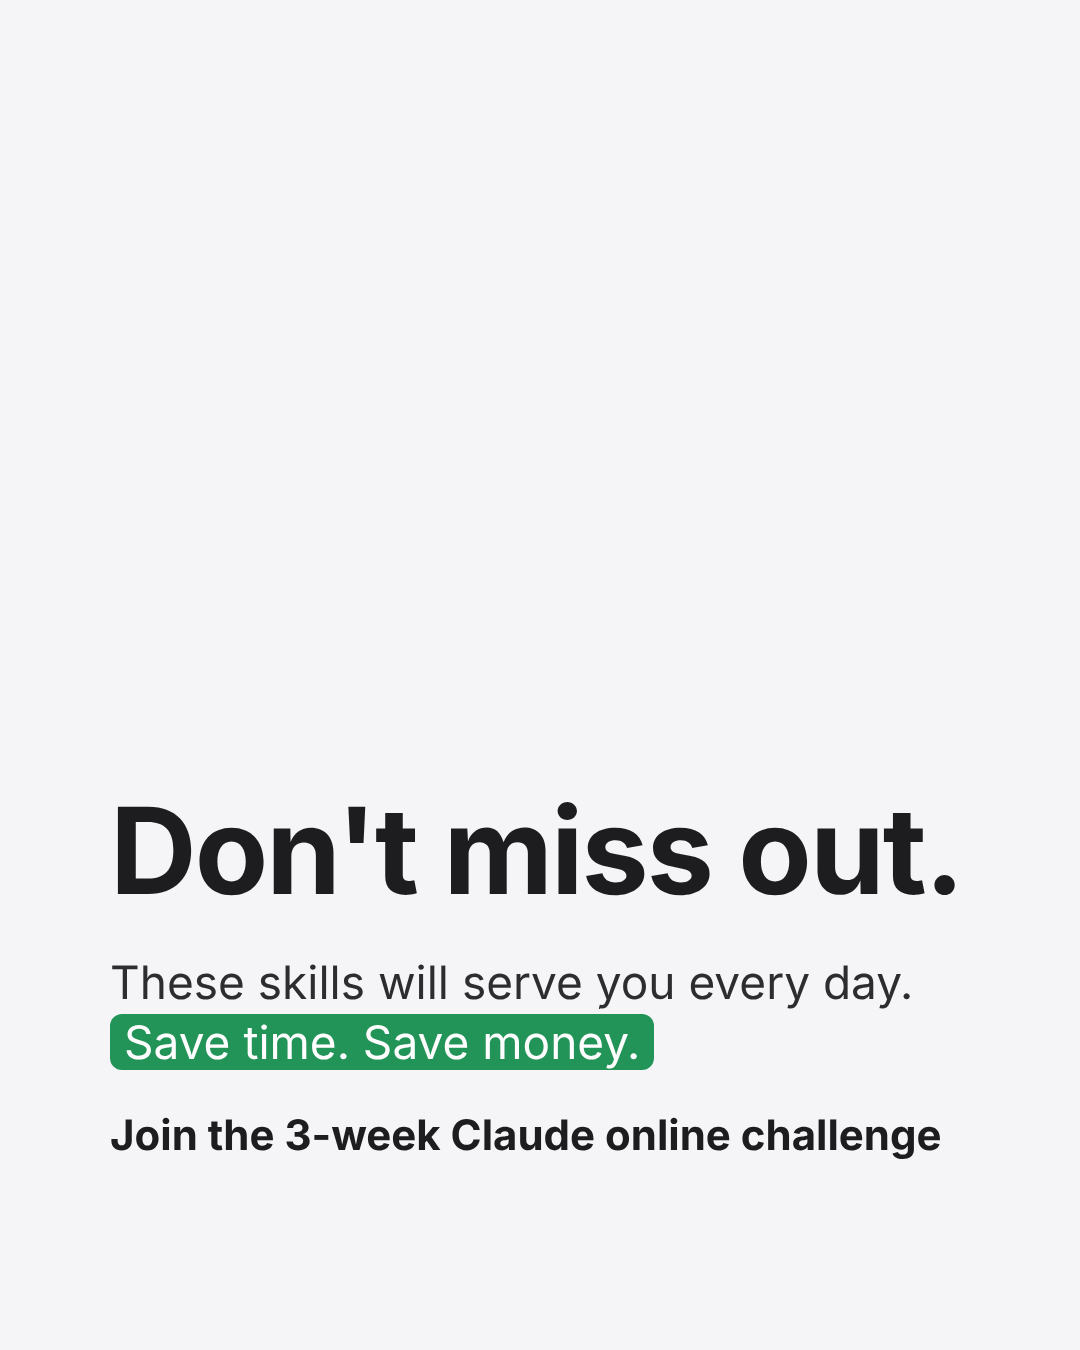 Don't miss out.
These skills will serve you every day.
Save time. Save money.
Join the 3-week Claude online challenge